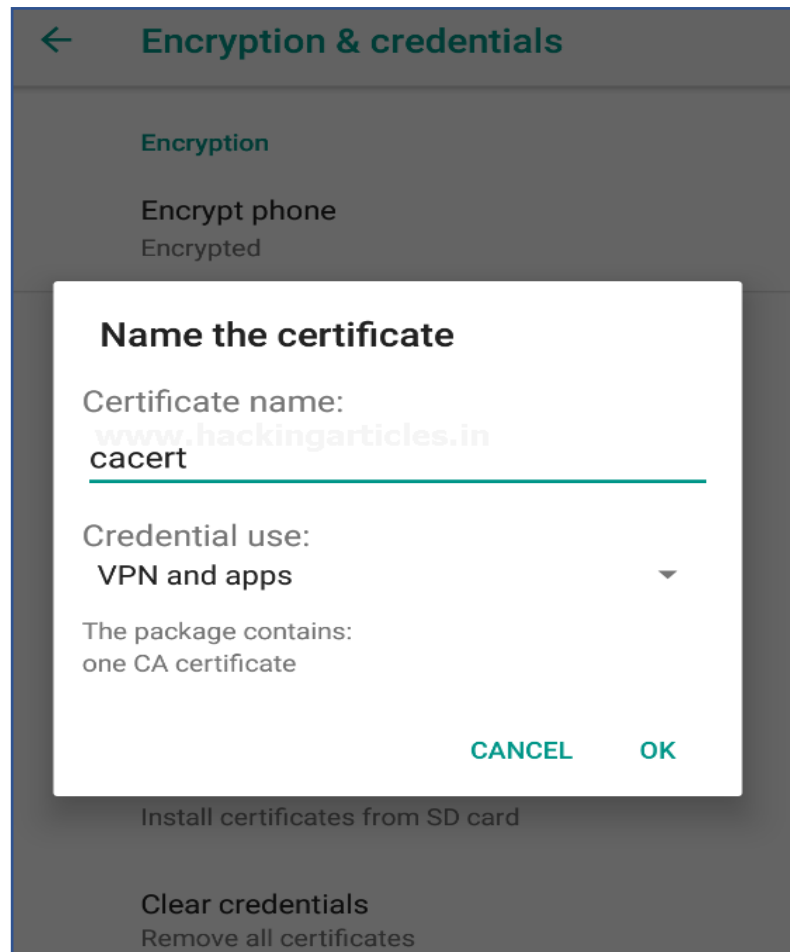 Encryption & credentials
Encryption
Encrypt phone
Encrypted
Name the certificate
Certificate name:
www.hackingarticles.in
cacert
Credential use:
VPN and apps
The package contains:
one CA certificate
CANCEL OK
Install certificates from SD card
Clear credentials
Remove all certificates